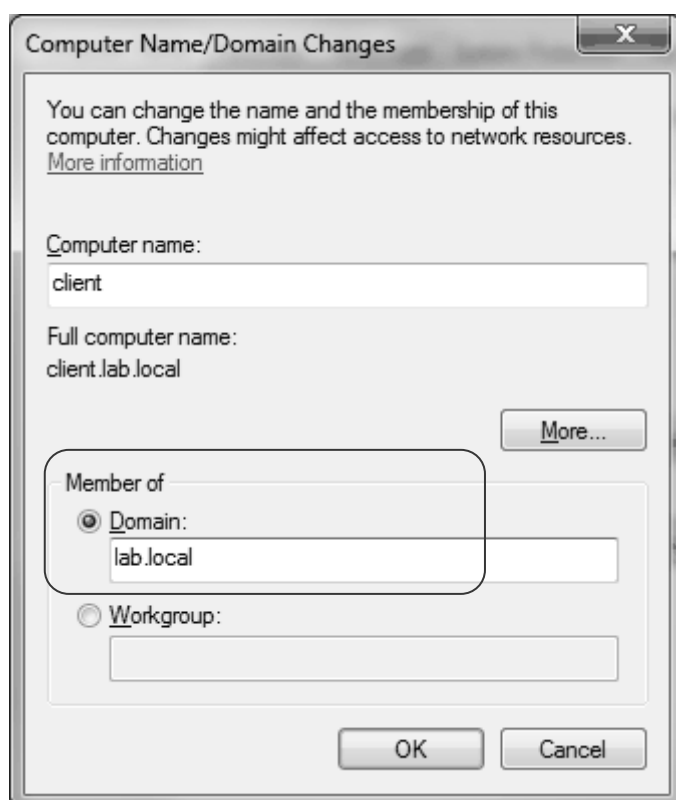 Computer Name/Domain Changes
You can change the name and the membership of this
computer. Changes might affect access to network resources.
More information
Computer name:
client
Full computer name:
client.lab.local
More...
Member of
Domain:
lab.local
Workgroup:
OK
Cancel